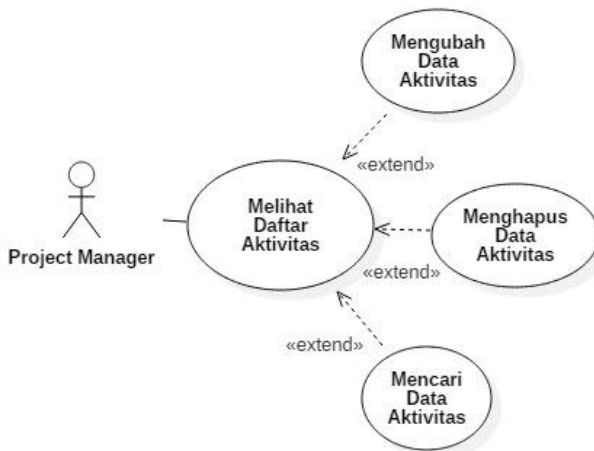 Mengubah
Data
Aktivitas
«extend»
Melihat
Daftar
Aktivitas
Project Manager
Menghapus
Data
Aktivitas
«extend»
«extend»
Mencari
Data
Aktivitas